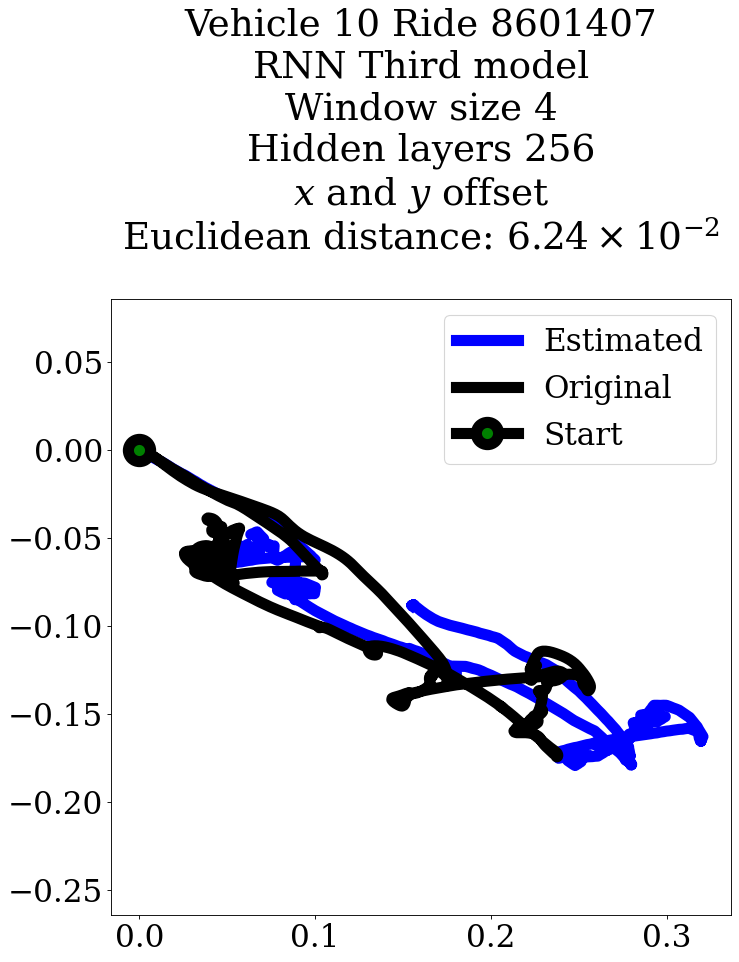 Vehicle 10 Ride 8601407
RNN Third model
Window size 4
Hidden layers 256
x and y offset
Euclidean distance: 6.24 × 10⁻²
Estimated
Original
Start
0.05
0.00
−0.05
−0.10
−0.15
−0.20
−0.25
0.0 0.1 0.2 0.3